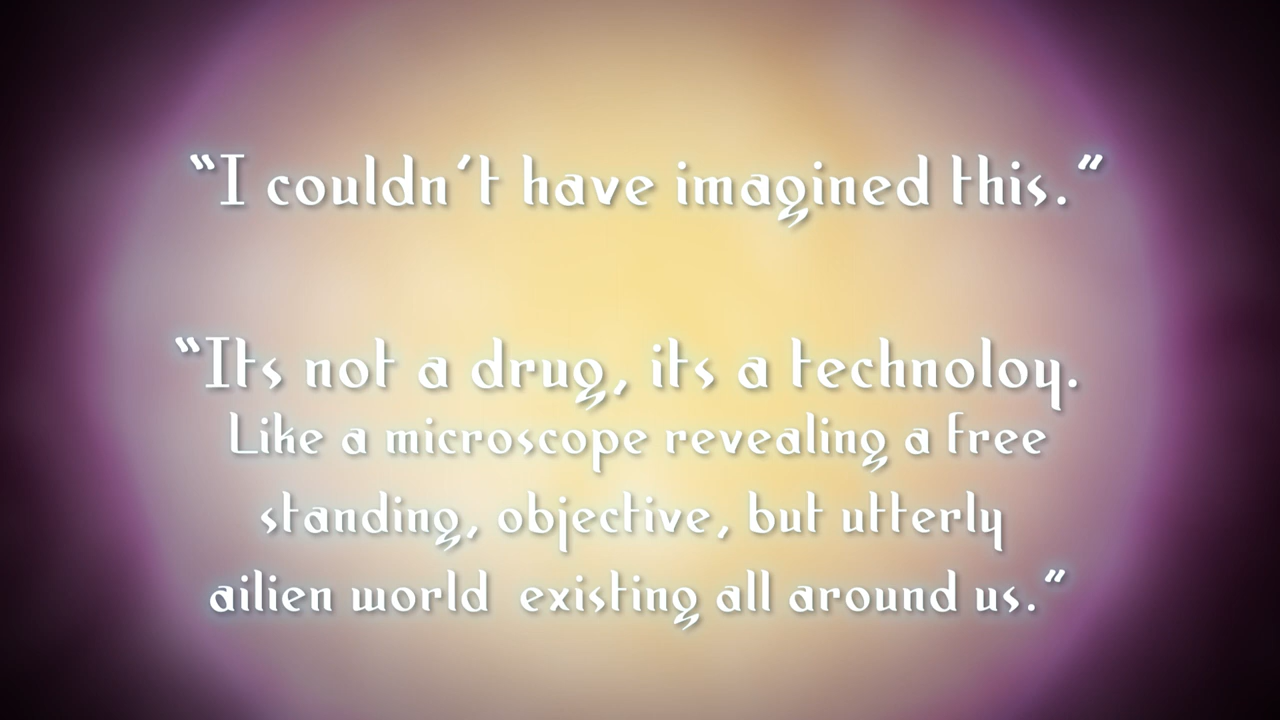 "I couldn't have imagined this."
"Its not a drug, its a technoloy.
Like a microscope revealing a free
standing, objective, but utterly
ailien world existing all around us."